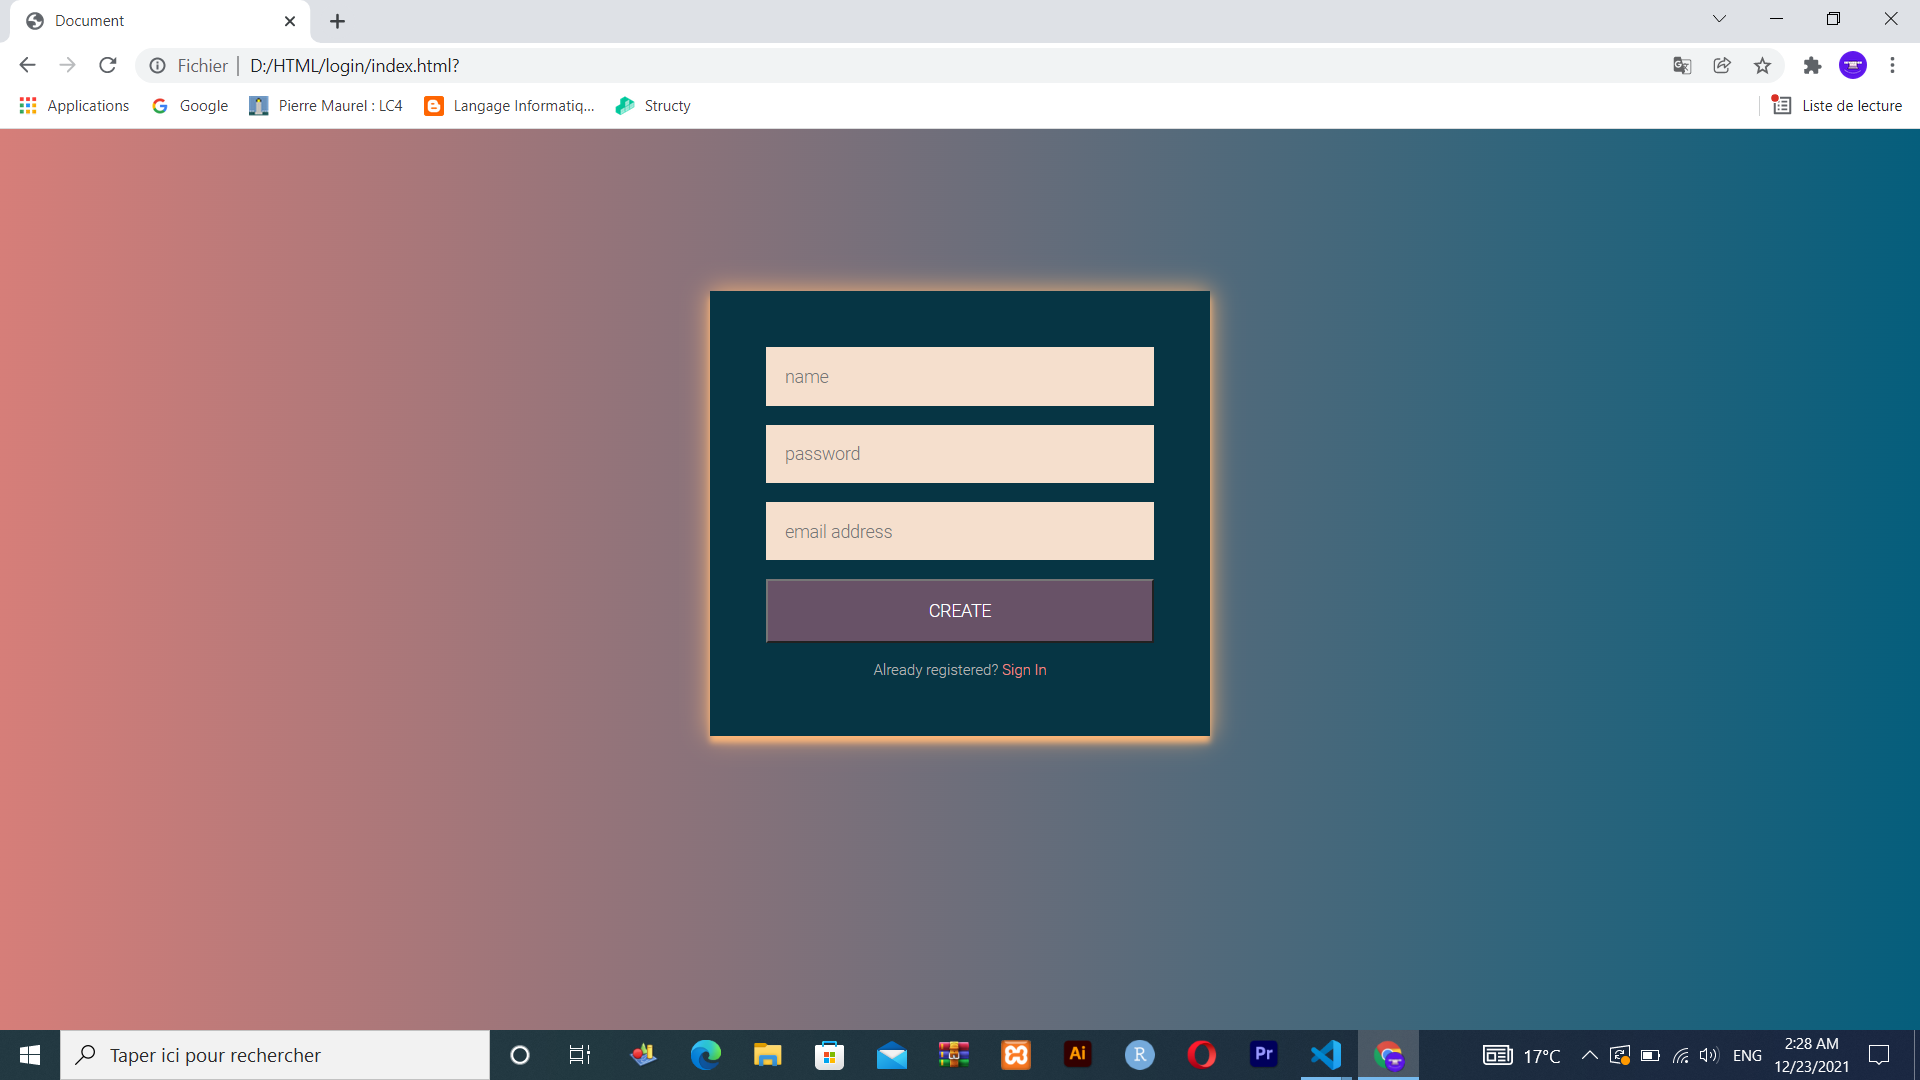 Document
Fichier | D:/HTML/login/index.html?
Applications Google Pierre Maurel : LC4 Langage Informatiq... Structy Liste de lecture
name
password
email address
CREATE
Already registered? Sign In
Taper ici pour rechercher
Ai
R
Pr
17°C
ENG
2:28 AM
12/23/2021